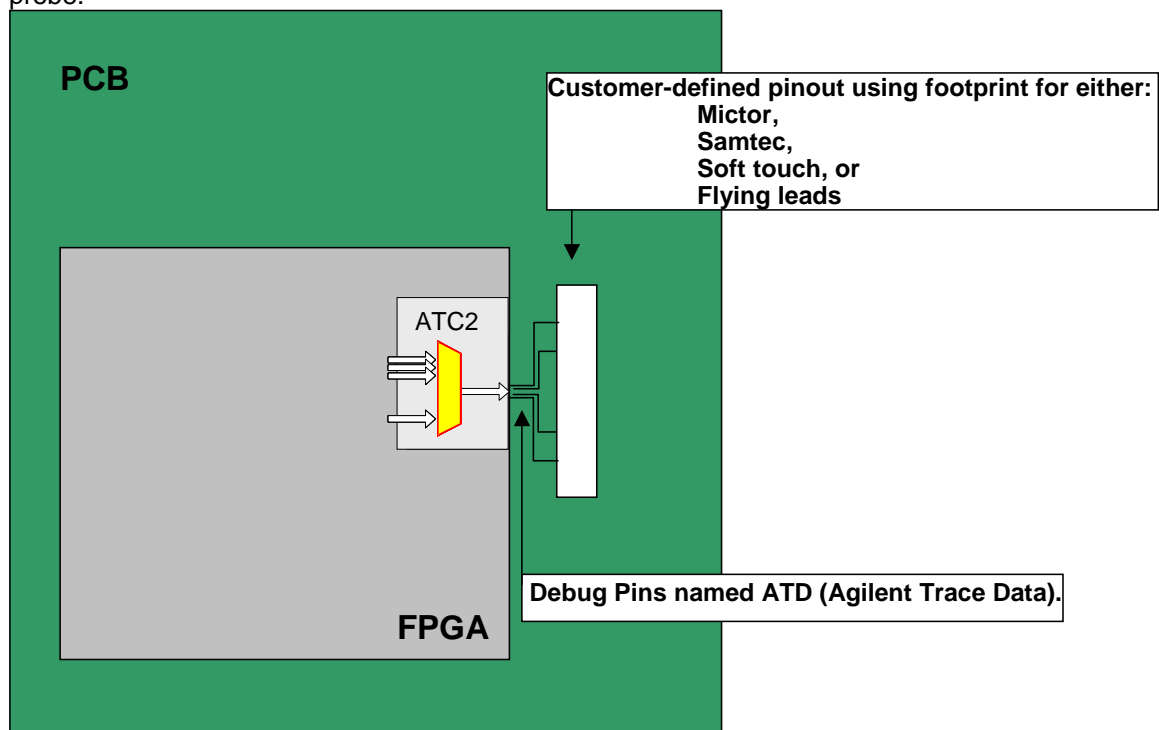 PCB
Customer-defined pinout using footprint for either:
Mictor,
Samtec,
Soft touch, or
Flying leads
ATC2
Debug Pins named ATD (Agilent Trace Data).
FPGA